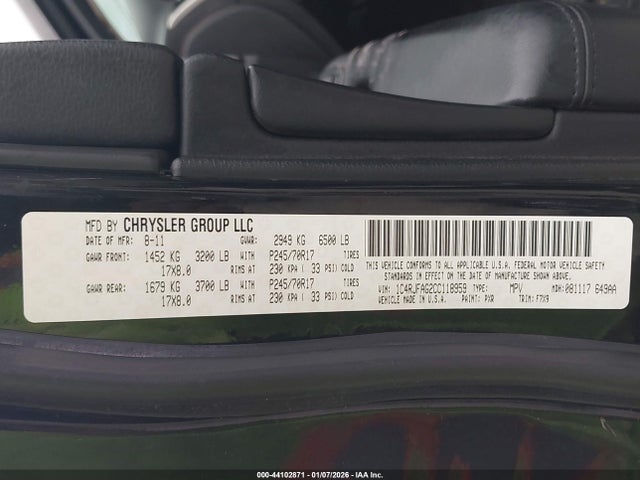 MFD BY CHRYSLER GROUP LLC
DATE OF MFR: 8-11 GVWR: 2949 KG 6500 LB
GAWR FRONT: 1452 KG 3200 LB WITH P245/70R17 TIRES
17X8.0 RIMS AT 230 KPA ( 33 PSI) COLD
GAWR REAR: 1679 KG 3700 LB WITH P245/70R17 TIRES
17X8.0 RIMS AT 230 KPA ( 33 PSI) COLD
THIS VEHICLE CONFORMS TO ALL APPLICABLE U.S.A. FEDERAL MOTOR VEHICLE SAFETY
STANDARDS IN EFFECT ON THE DATE OF MANUFACTURE SHOWN ABOVE.
VIN: 1C4RJFAG2CC118959 TYPE: MPV MDH: 081117 649AA
VEHICLE MADE IN U.S.A. PAINT: PXR TRIM: F7X9
000-44102871 | 01/07/2026 - IAA Inc.